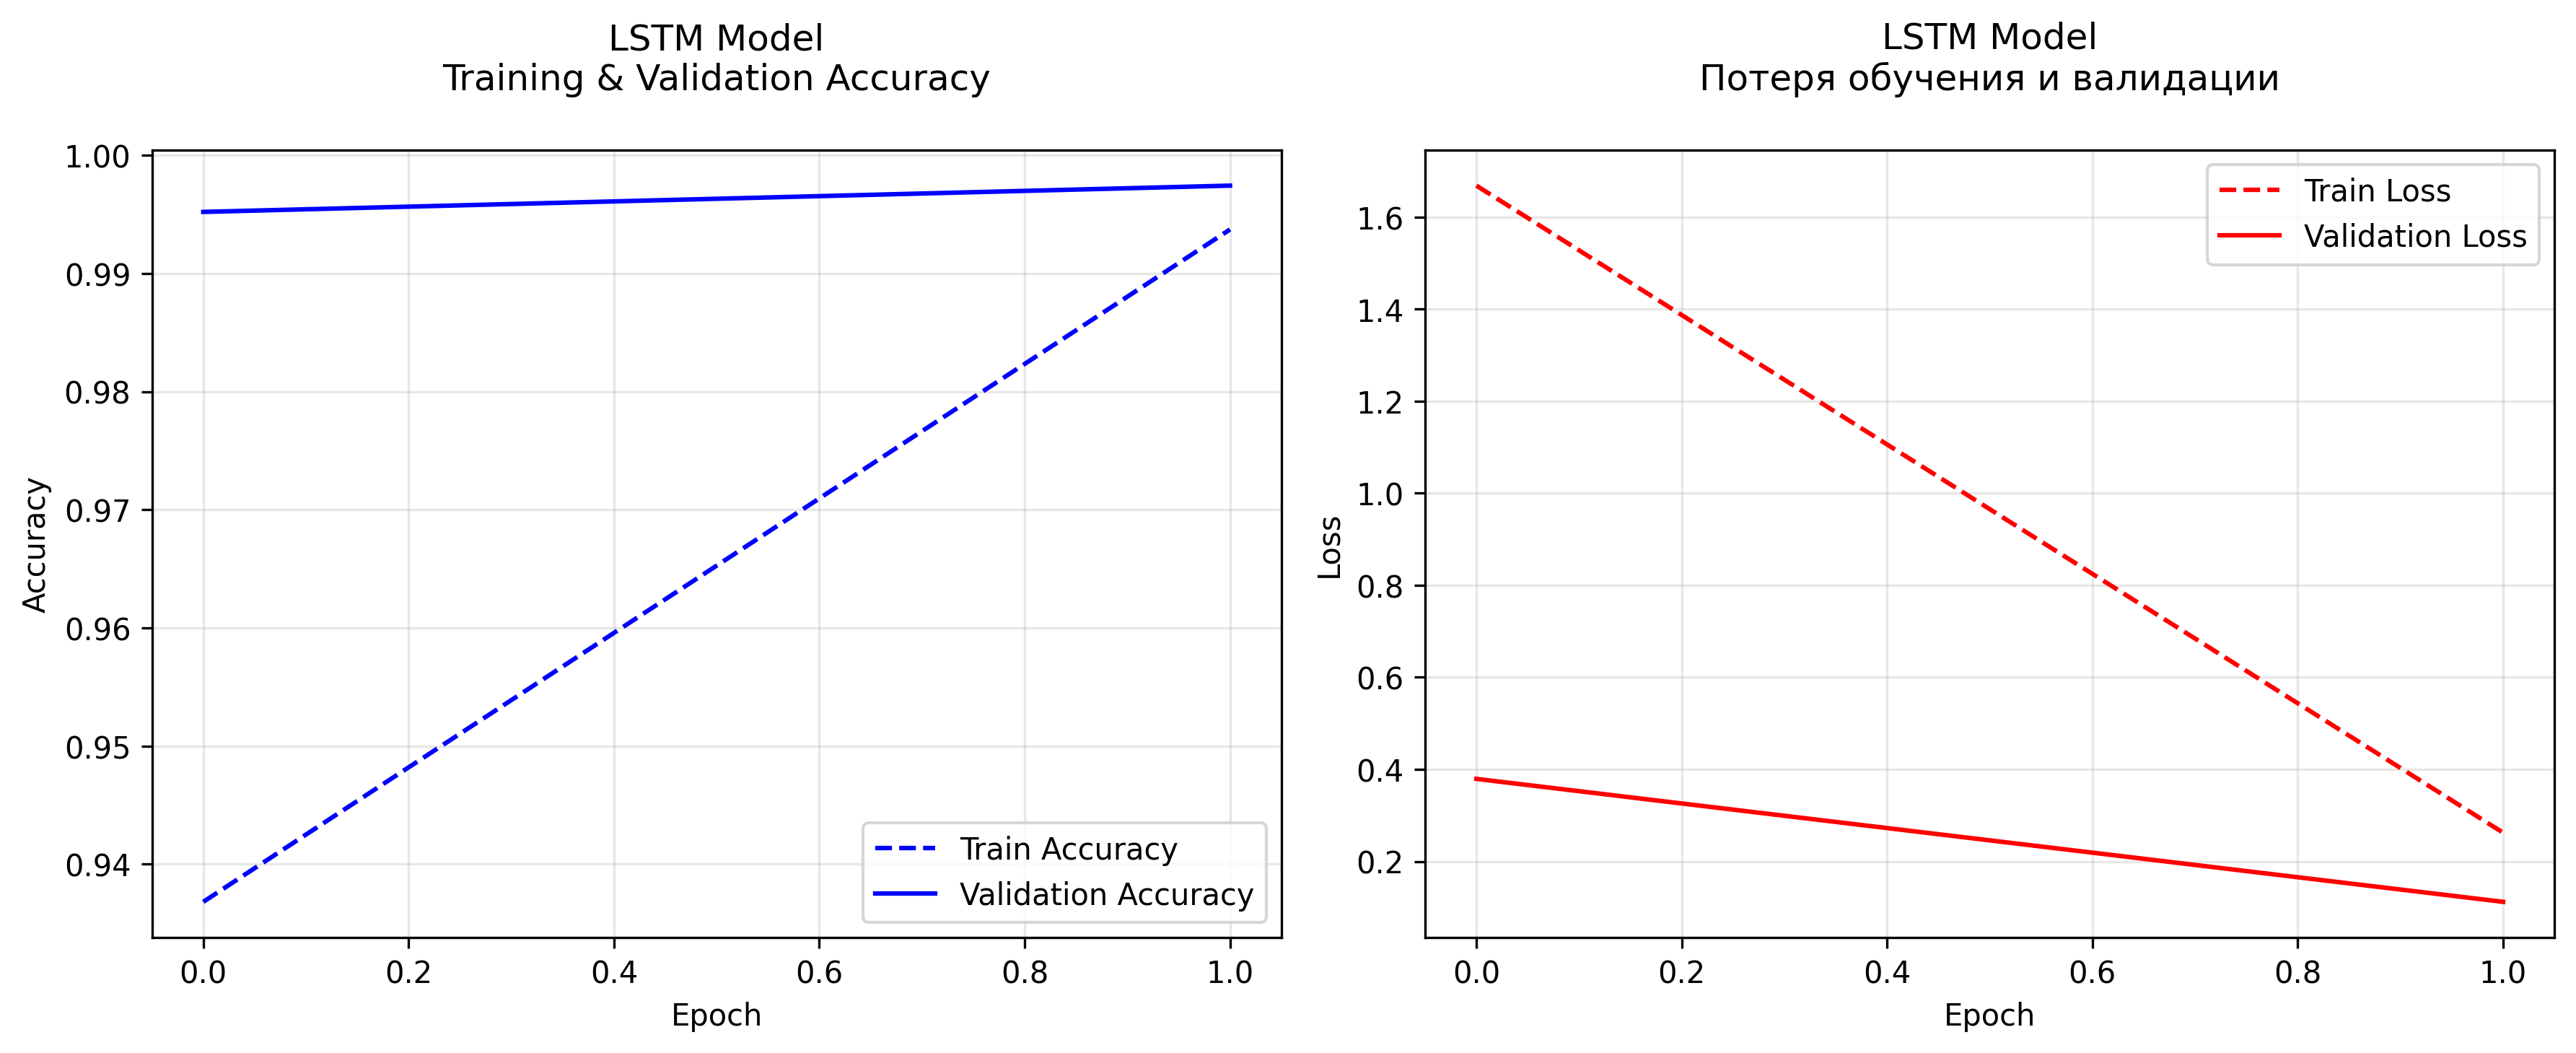 LSTM Model
Training & Validation Accuracy
1.00
0.99
0.98
0.97
0.96
0.95
0.94
Accuracy
0.0 0.2 0.4 0.6 0.8 1.0
Epoch
Train Accuracy
Validation Accuracy
LSTM Model
Потеря обучения и валидации
1.6
1.4
1.2
1.0
0.8
0.6
0.4
0.2
Loss
0.0 0.2 0.4 0.6 0.8 1.0
Epoch
Train Loss
Validation Loss